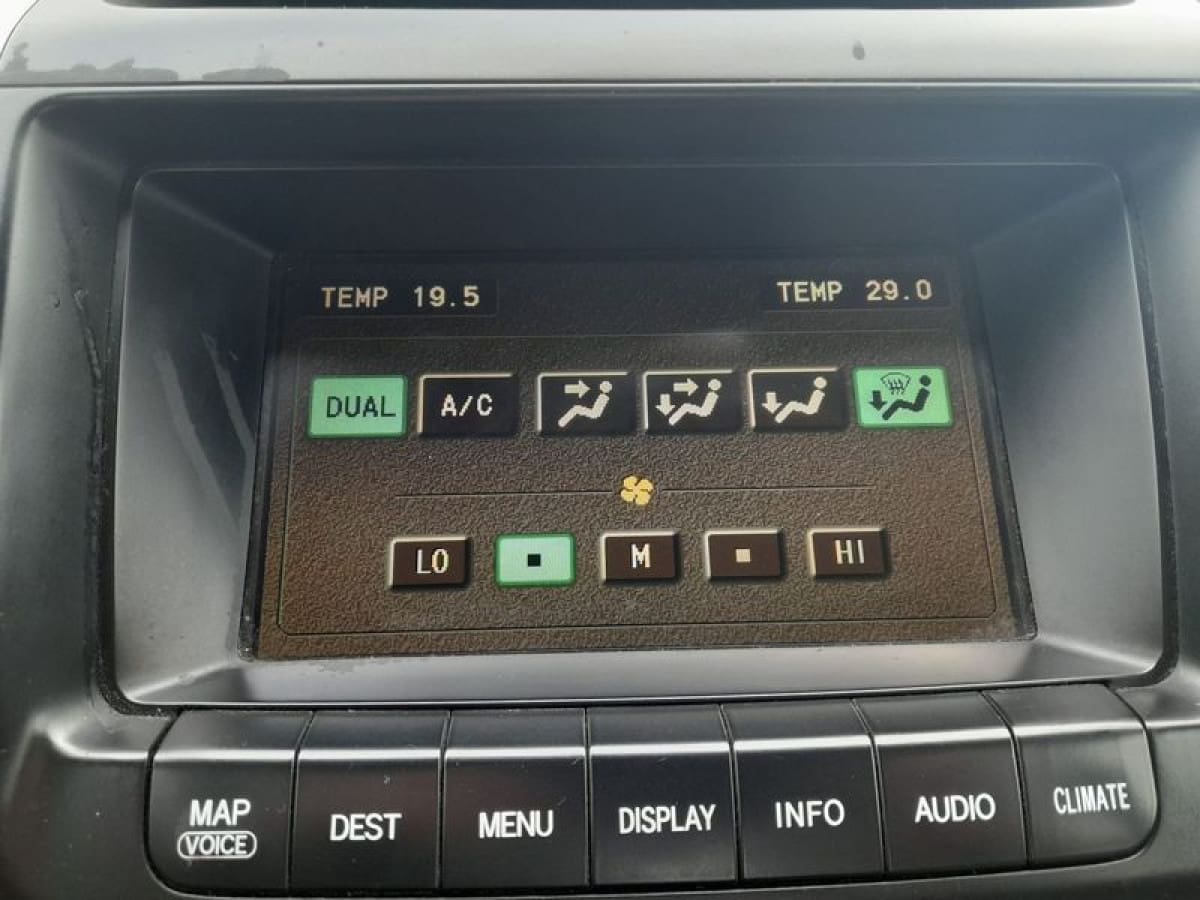 TEMP 19.5 TEMP 29.0
DUAL A/C
LO M HI
MAP DEST MENU DISPLAY INFO AUDIO CLIMATE
VOICE